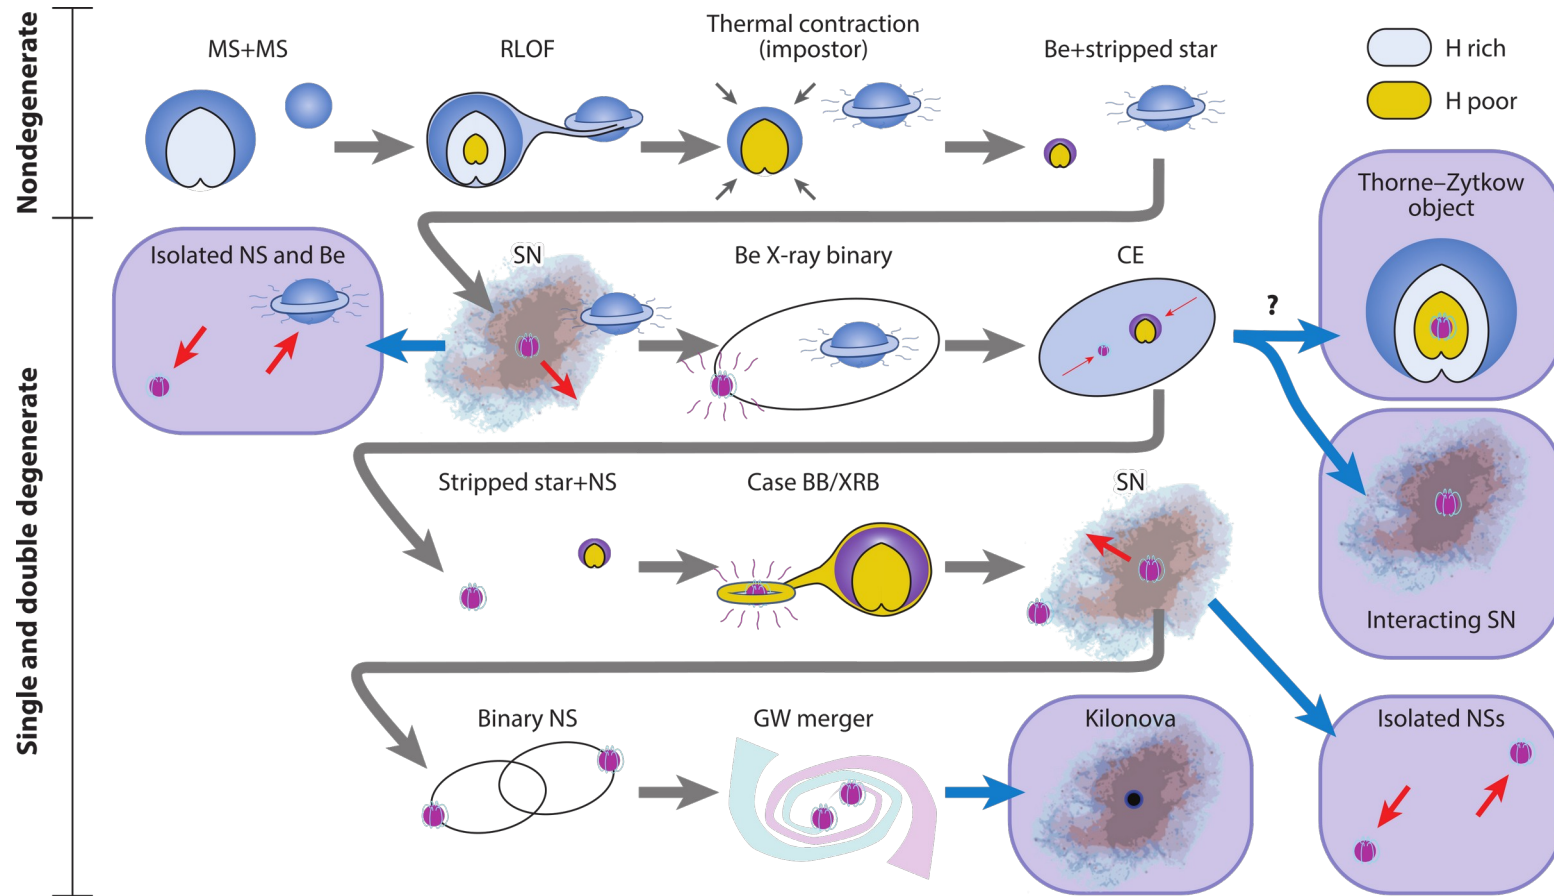 Nondegenerate
MS+MS
RLOF
Thermal contraction
(impostor)
Be+stripped star
H rich
H poor
Single and double degenerate
Isolated NS and Be
SN
Be X-ray binary
CE
?
Thorne–Zytkow
object
Stripped star+NS
Case BB/XRB
SN
Interacting SN
Binary NS
GW merger
Kilonova
Isolated NSs